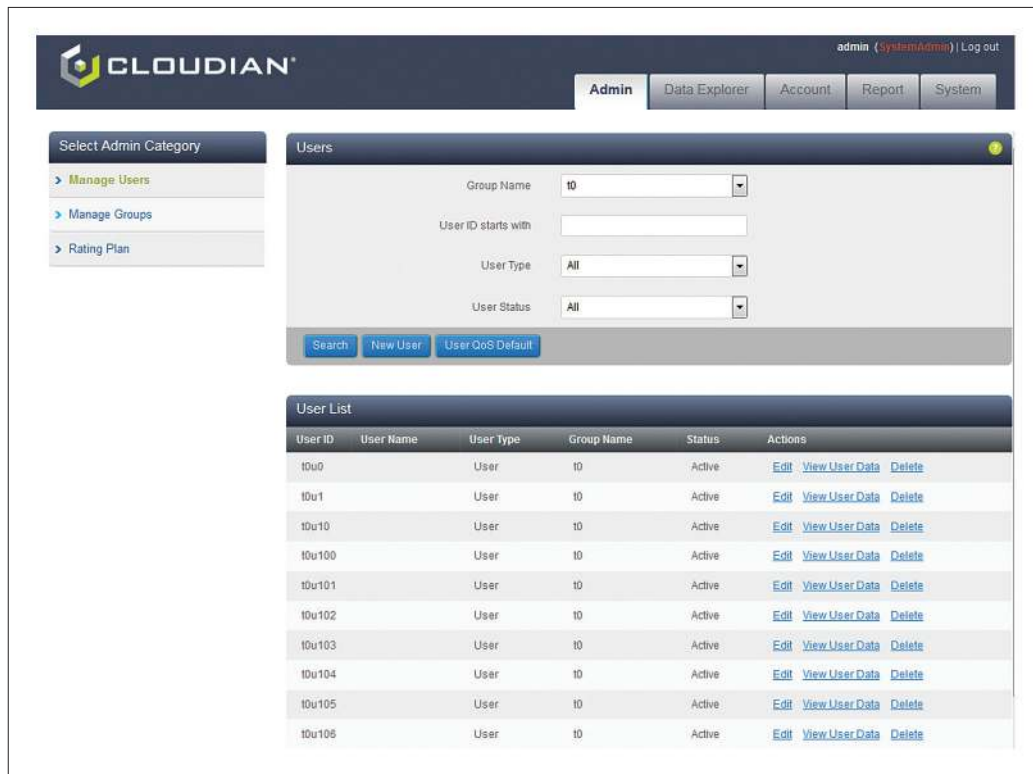 CLOUDIAN
admin (SystemAdmin) | Log out
Admin Data Explorer Account Report System
Select Admin Category
Manage Users
Manage Groups
Rating Plan
Users ?
Group Name t0
User ID starts with
User Type All
User Status All
Search New User User QoS Default
User List
User ID User Name User Type Group Name Status Actions
t0u0 User t0 Active Edit View User Data Delete
t0u1 User t0 Active Edit View User Data Delete
t0u10 User t0 Active Edit View User Data Delete
t0u100 User t0 Active Edit View User Data Delete
t0u101 User t0 Active Edit View User Data Delete
t0u102 User t0 Active Edit View User Data Delete
t0u103 User t0 Active Edit View User Data Delete
t0u104 User t0 Active Edit View User Data Delete
t0u105 User t0 Active Edit View User Data Delete
t0u106 User t0 Active Edit View User Data Delete